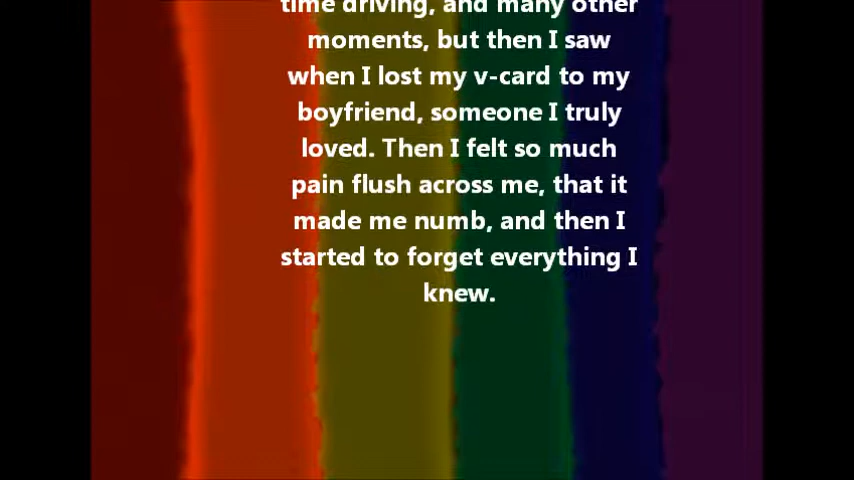 time driving, and many other
moments, but then I saw
when I lost my v-card to my
boyfriend, someone I truly
loved. Then I felt so much
pain flush across me, that it
made me numb, and then I
started to forget everything I
knew.